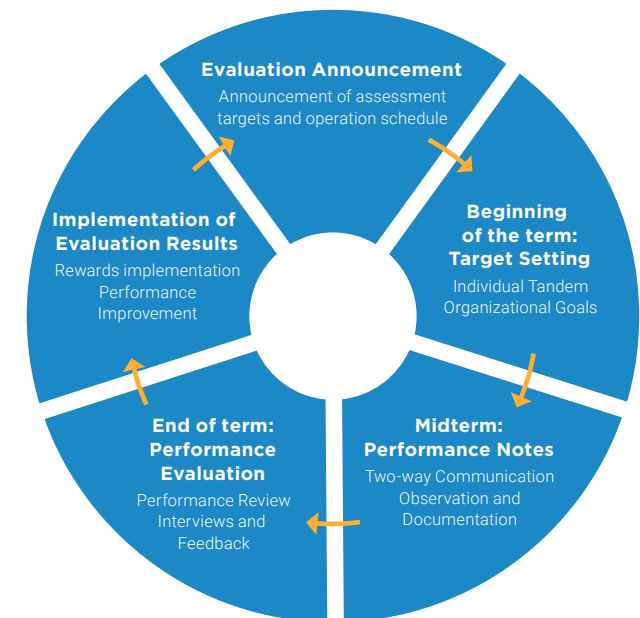 Evaluation Announcement
Announcement of assessment
targets and operation schedule
Beginning
of the term:
Target Setting
Individual Tandem
Organizational Goals
Midterm:
Performance Notes
Two-way Communication
Observation and
Documentation
End of term:
Performance
Evaluation
Performance Review
Interviews and
Feedback
Implementation of
Evaluation Results
Rewards implementation
Performance
Improvement